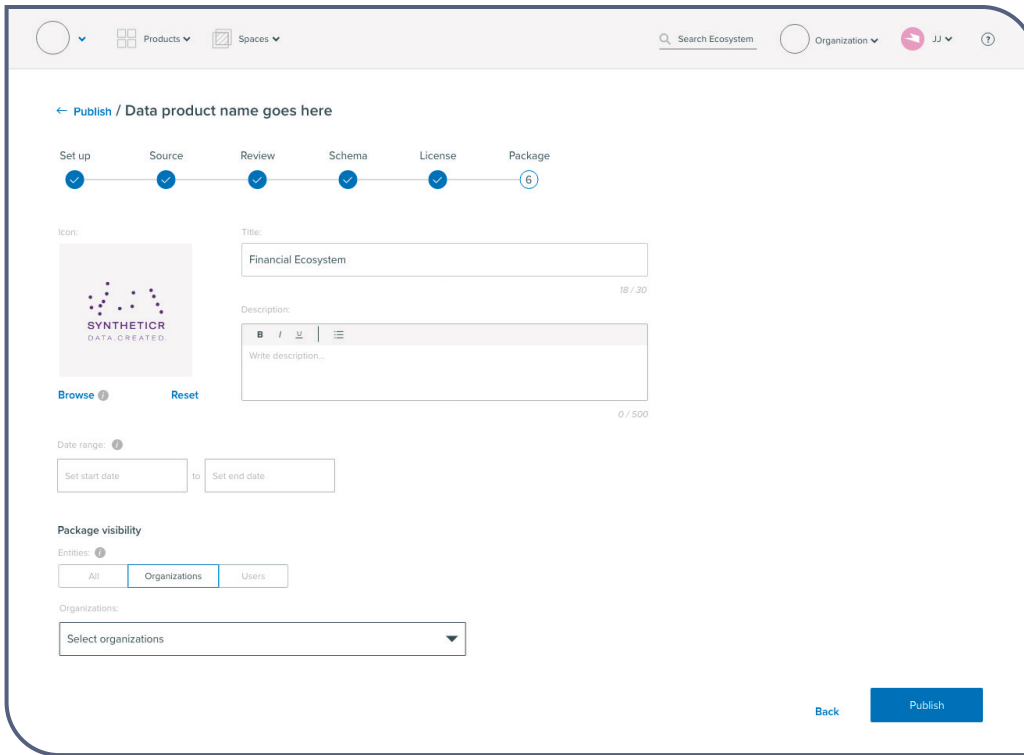 Products
Spaces
Search Ecosystem
Organization
JJ
?
← Publish / Data product name goes here
Set up
Source
Review
Schema
License
Package
6
Icon:
Title:
SYNTHETICR
DATA.CREATED.
Financial Ecosystem
18 / 30
Description:
B I U
Write description...
0 / 500
Browse i
Reset
Date range: i
Set start date
to
Set end date
Package visibility
Entities: i
All
Organizations
Users
Organizations:
Select organizations
Back
Publish